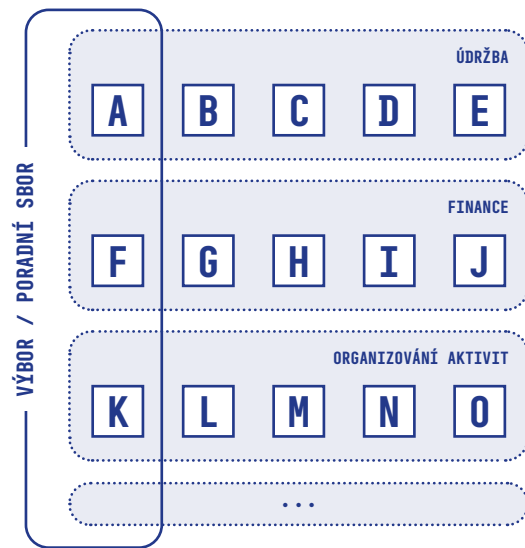 VÝBOR / PORADNÍ SBOR
ÚDRŽBA
A B C D E
FINANCE
F G H I J
ORGANIZOVÁNÍ AKTIVIT
K L M N O
...